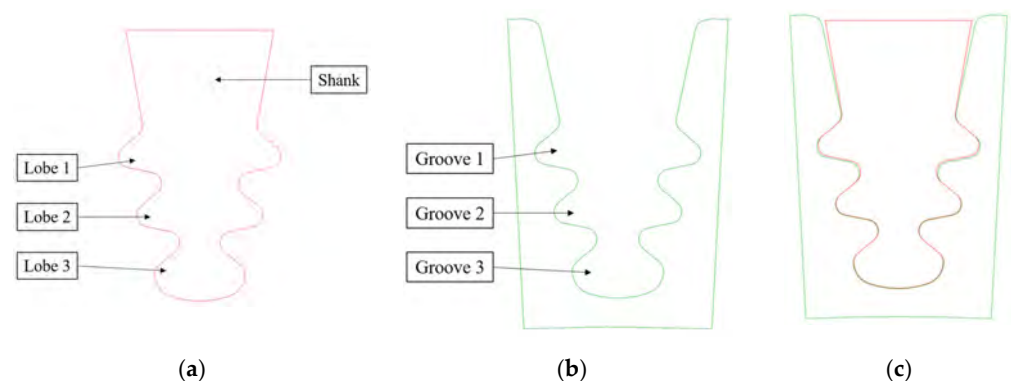 Shank
Lobe 1
Lobe 2
Lobe 3
Groove 1
Groove 2
Groove 3
(a)
(b)
(c)